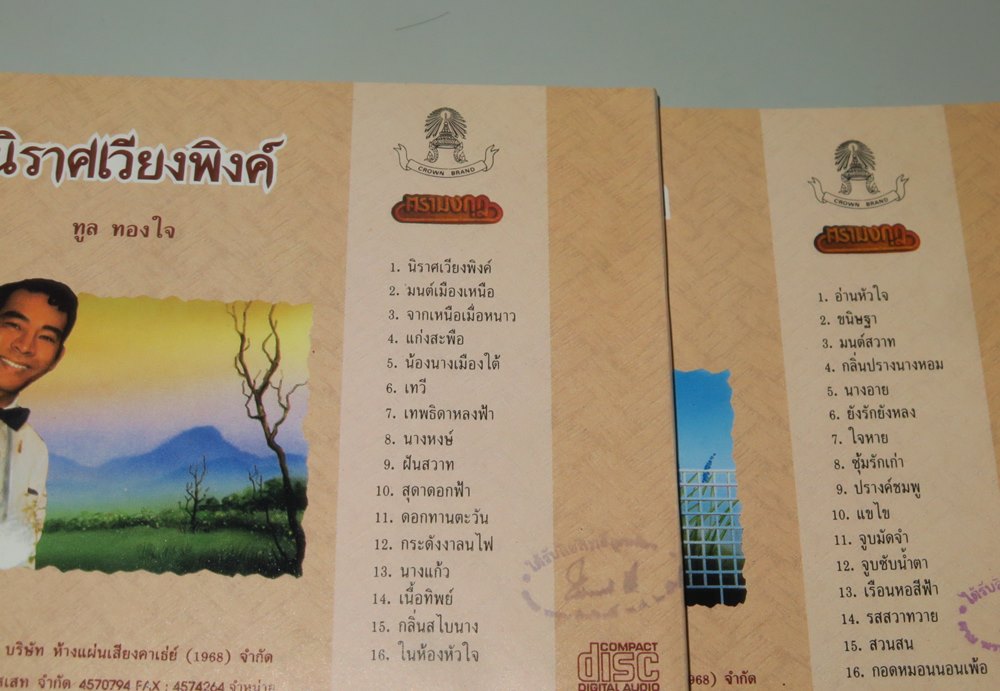 นิราศเวียงพิงค์
ทูล ทองใจ
CROWN BRAND
ตรามงกุฎ
1. นิราศเวียงพิงค์
2. มนต์เมืองเหนือ
3. จากเหนือเมื่อหนาว
4. แก่งสะพือ
5. น้องนางเมืองใต้
6. เทวี
7. เทพธิดาหลงฟ้า
8. นางหงษ์
9. ฝันสวาท
10. สุดาดอกฟ้า
11. ดอกทานตะวัน
12. กระดังงาลนไฟ
13. นางแก้ว
14. เนื้อทิพย์
15. กลิ่นสไบนาง
16. ในห้องหัวใจ
บริษัท ห้างแผ่นเสียงคาเธ่ย์ (1968) จำกัด
จำกัด 4570794 FAX : 4574264 จำหน่าย
COMPACT
disc
DIGITAL AUDIO
CROWN BRAND
ตรามงกุฎ
1. อ่านหัวใจ
2. ขนิษฐา
3. มนต์สวาท
4. กลิ่นปรางนางหอม
5. นางอาย
6. ยังรักยังหลง
7. ใจหาย
8. ซุ้มรักเก่า
9. ปรางค์ชมพู
10. แขไข
11. จูบมัดจำ
12. จูบซับน้ำตา
13. เรือนหอสีฟ้า
14. รสสวาทวาย
15. สวนสน
16. กอดหมอนนอนเพ้อ
968) จำกัด